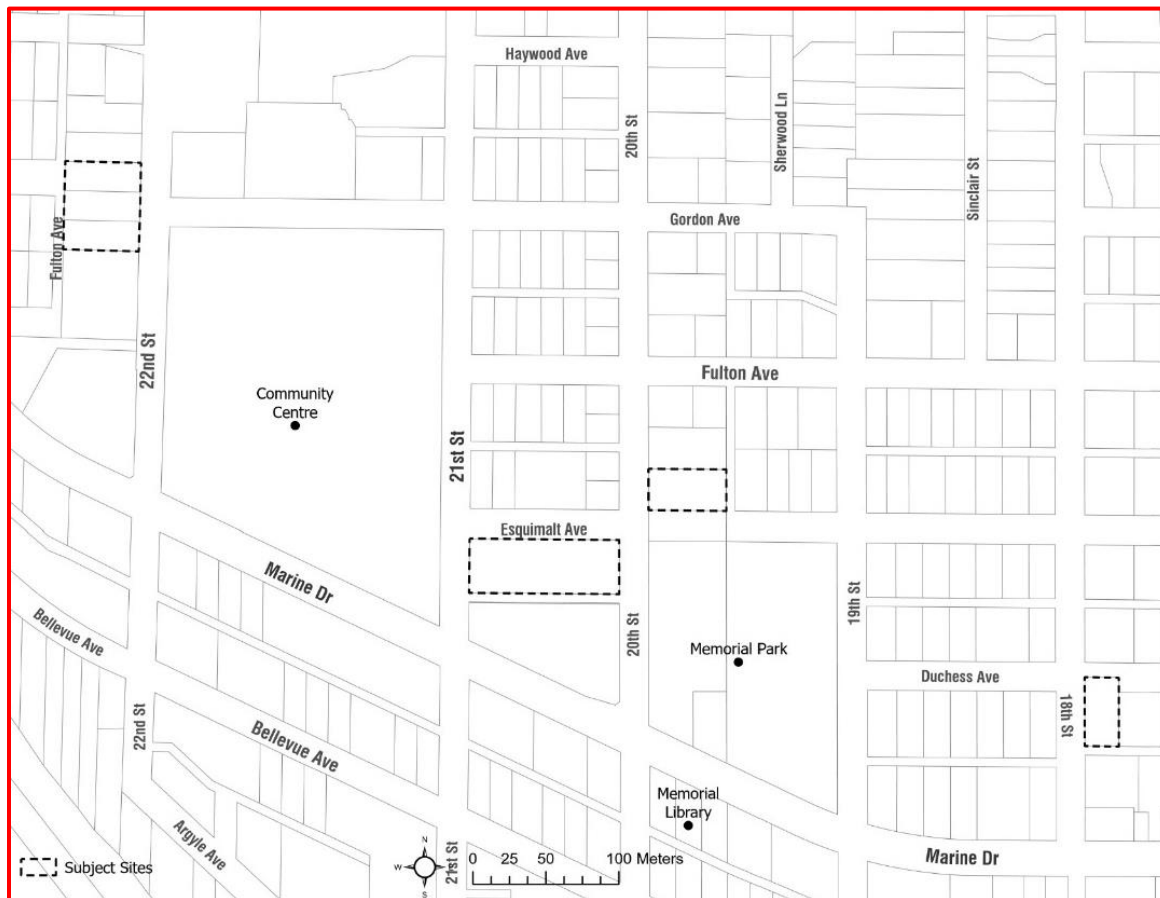 Haywood Ave
20th St
Sherwood Ln
Sinclair St
Gordon Ave
Fulton Ave
22nd St
Fulton Ave
Community
Centre
21st St
Esquimalt Ave
Marine Dr
19th St
Bellevue Ave
20th St
Memorial Park
Duchess Ave
18th St
22nd St
Bellevue Ave
Memorial
Library
Argyle Ave
Subject Sites
N
W
E
S
21st St
0 25 50 100 Meters
Marine Dr